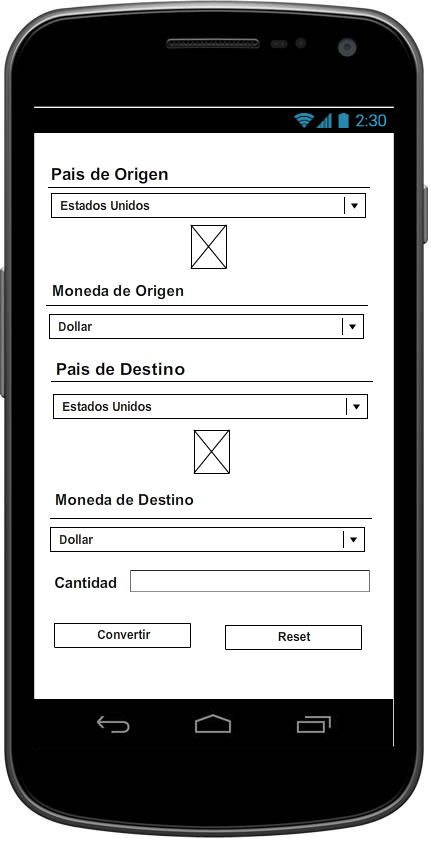 2:30
Pais de Origen
Estados Unidos
Moneda de Origen
Dollar
Pais de Destino
Estados Unidos
Moneda de Destino
Dollar
Cantidad
Convertir Reset